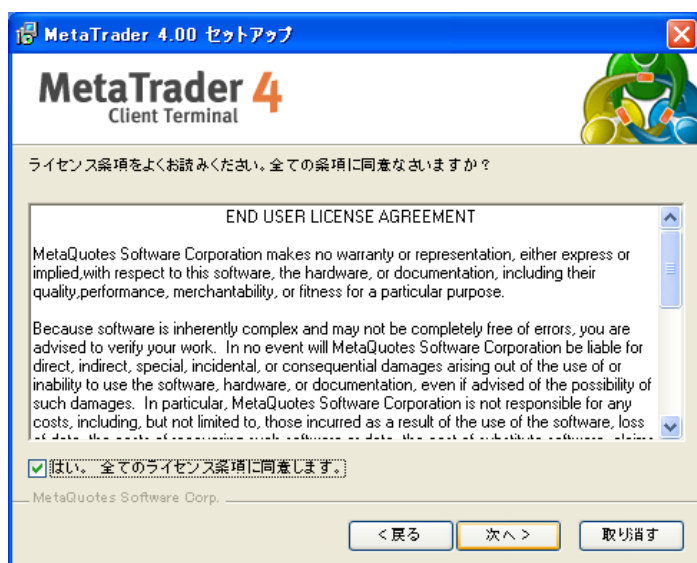 MetaTrader 4.00 セットアップ
MetaTrader 4
Client Terminal
ライセンス条項をよくお読みください。全ての条項に同意なさいますか？
END USER LICENSE AGREEMENT
MetaQuotes Software Corporation makes no warranty or representation, either express or
implied,with respect to this software, the hardware, or documentation, including their
quality,performance, merchantability, or fitness for a particular purpose.
Because software is inherently complex and may not be completely free of errors, you are
advised to verify your work.  In no event will MetaQuotes Software Corporation be liable for
direct, indirect, special, incidental, or consequential damages arising out of the use of or
inability to use the software, hardware, or documentation, even if advised of the possibility of
such damages.  In particular, MetaQuotes Software Corporation is not responsible for any
costs, including, but not limited to, those incurred as a result of the use of the software, loss
はい。 全てのライセンス条項に同意します。
MetaQuotes Software Corp.
< 戻る
次へ >
取り消す